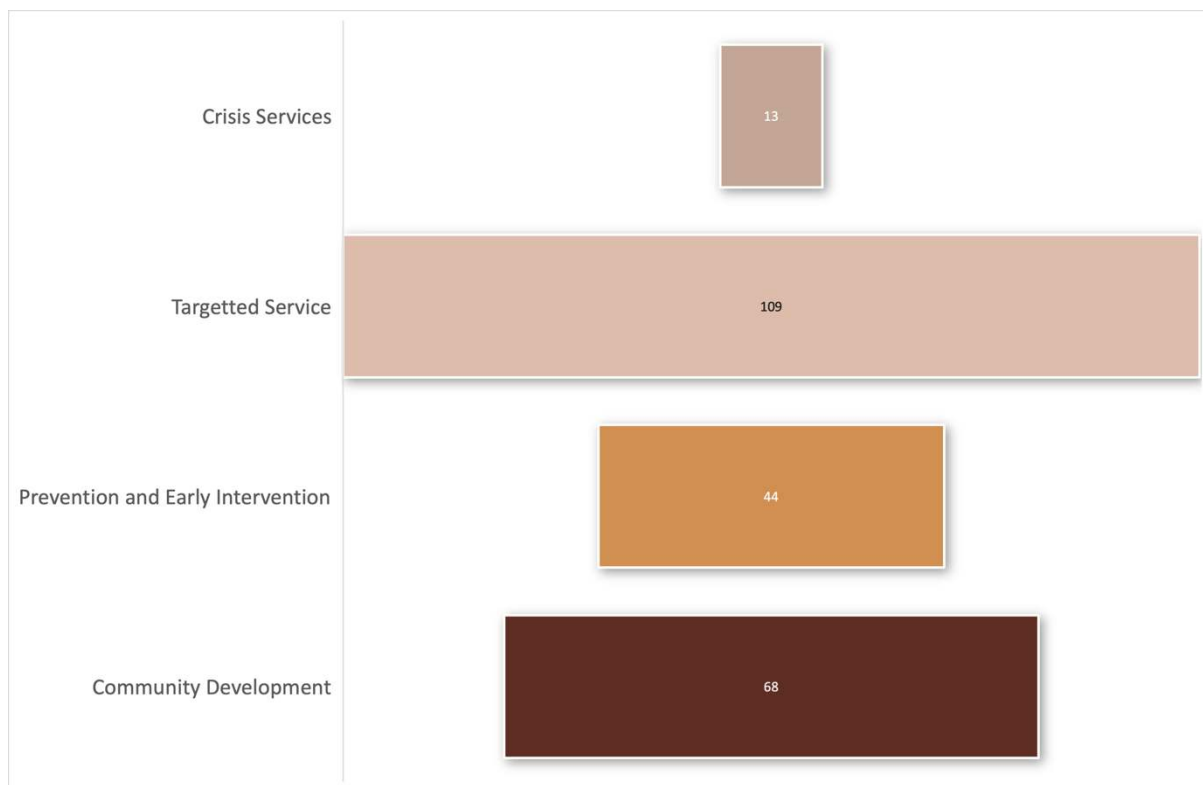 Crisis Services
13
Targetted Service
109
Prevention and Early Intervention
44
Community Development
68